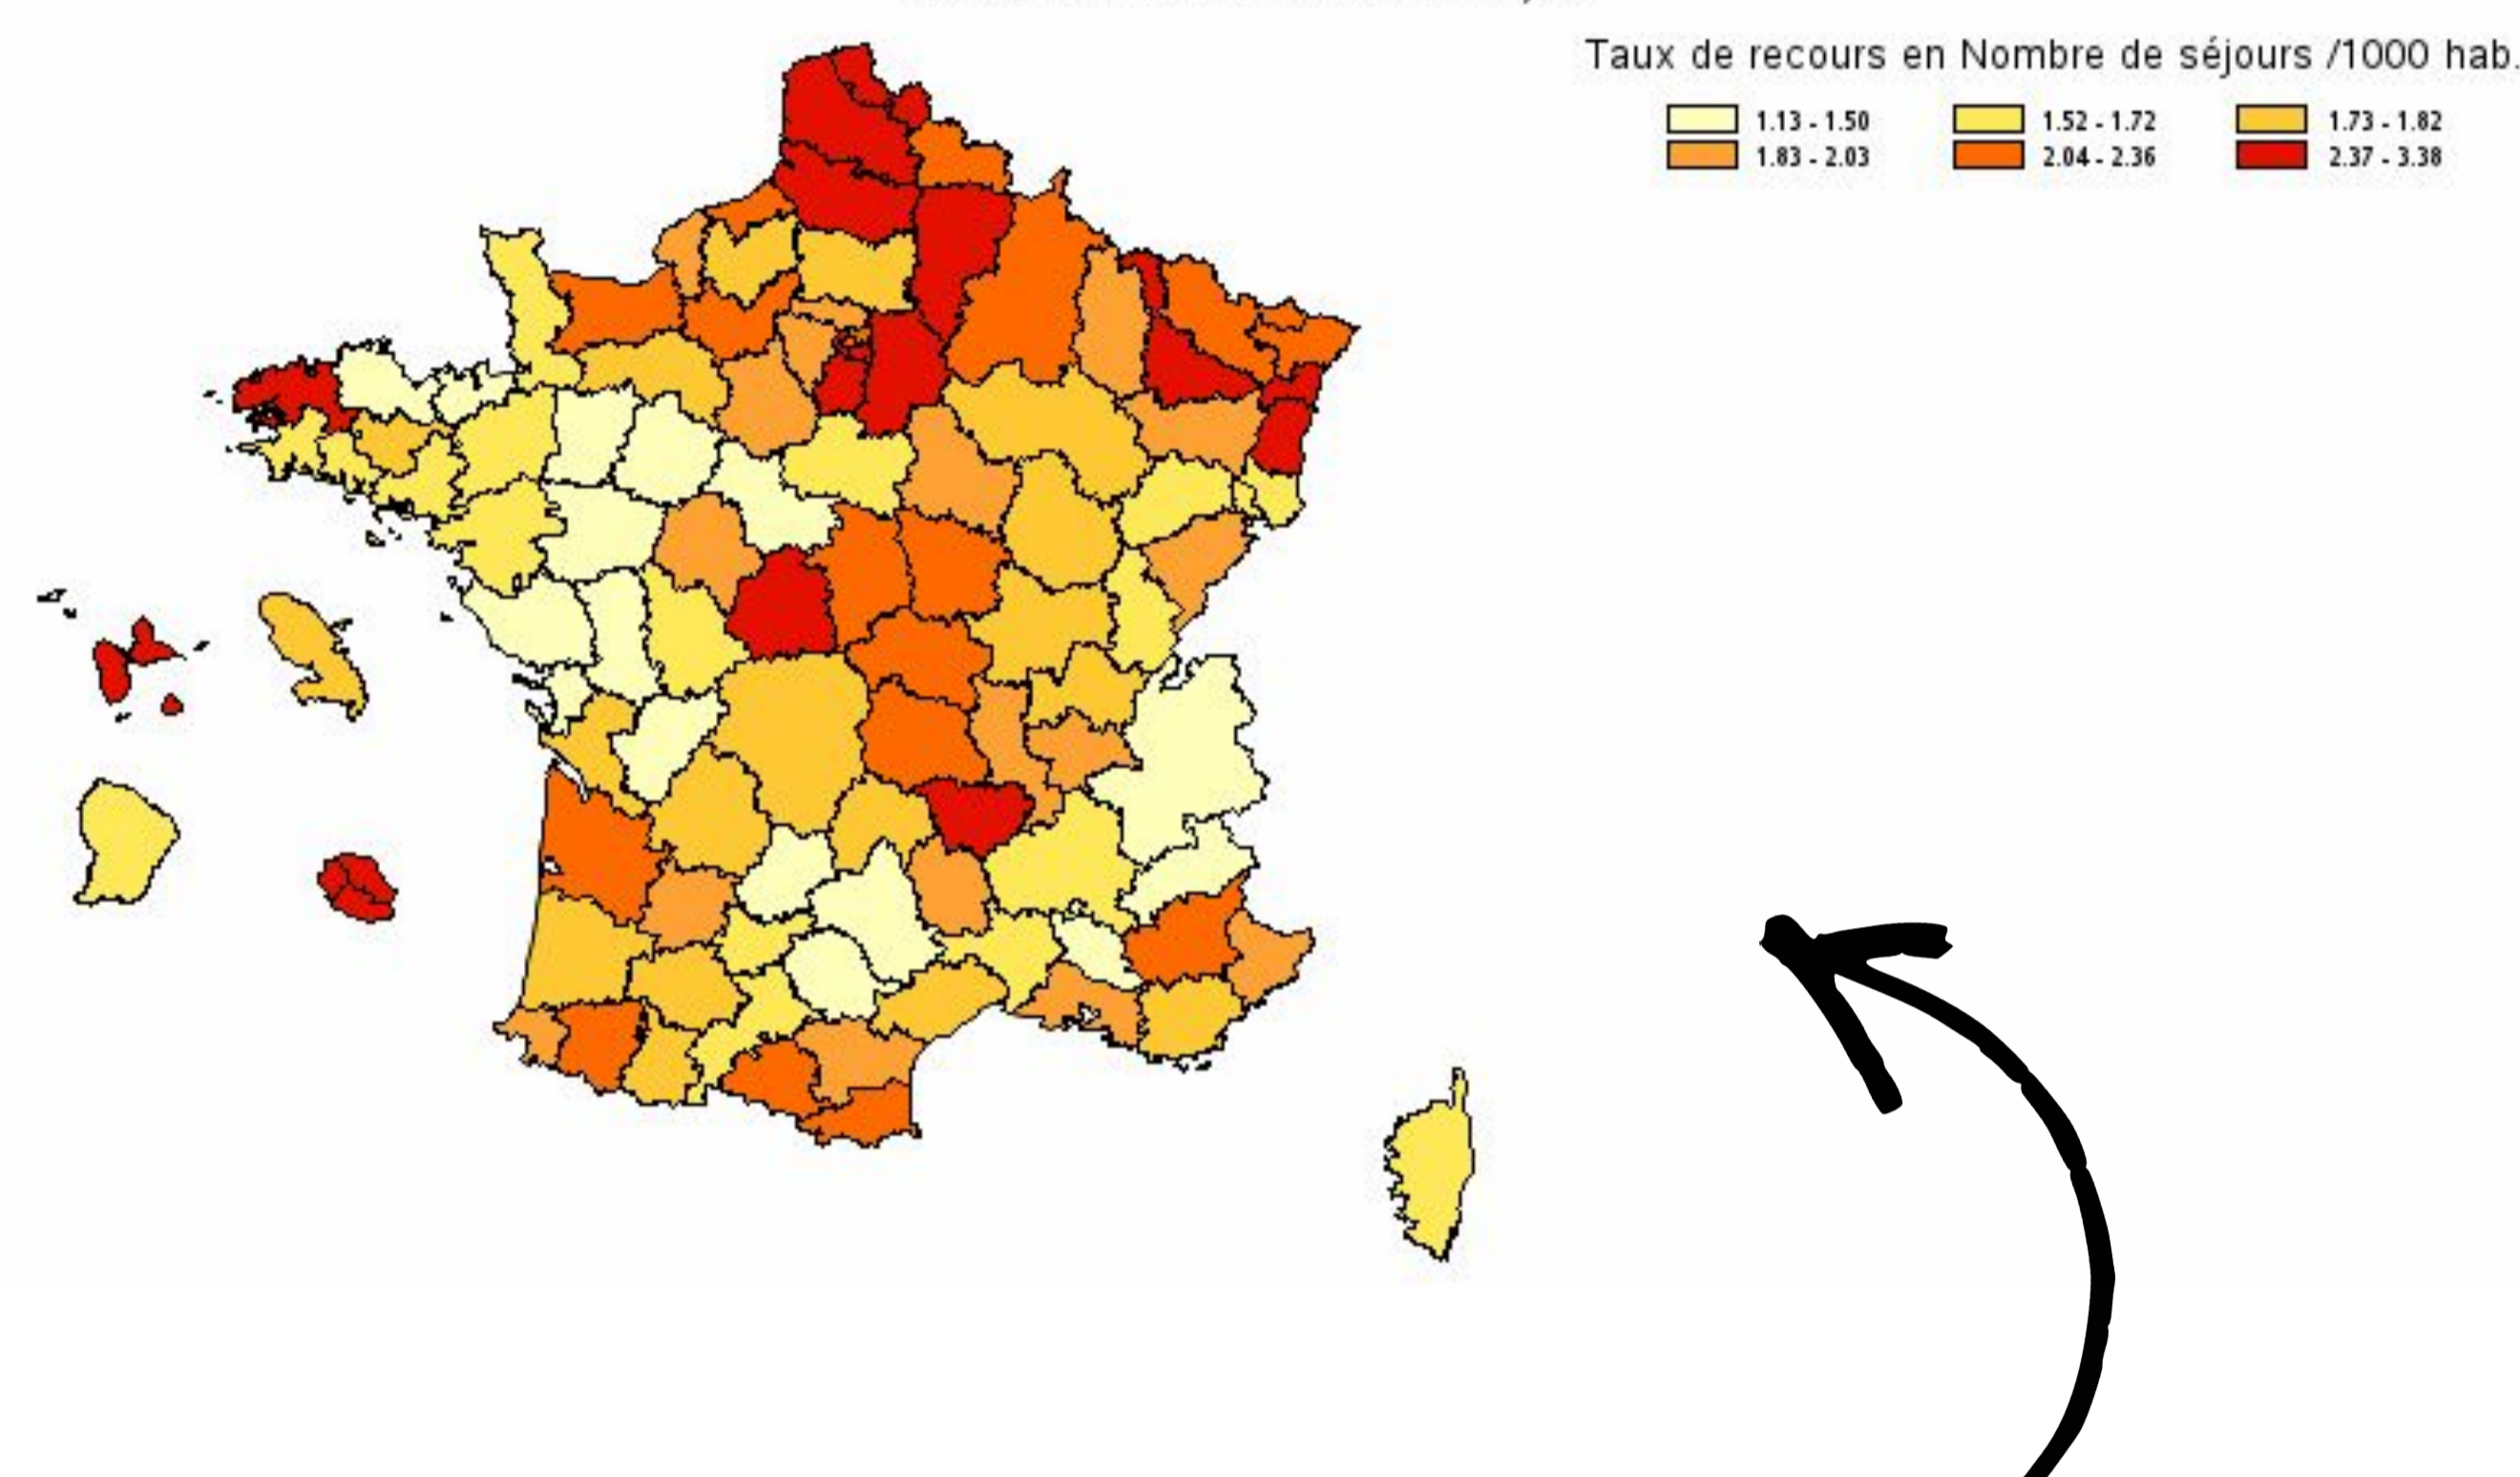 Taux de recours en Nombre de séjours /1000 hab.
1.13 - 1.50 1.52 - 1.72 1.73 - 1.82
1.83 - 2.03 2.04 - 2.36 2.37 - 3.38